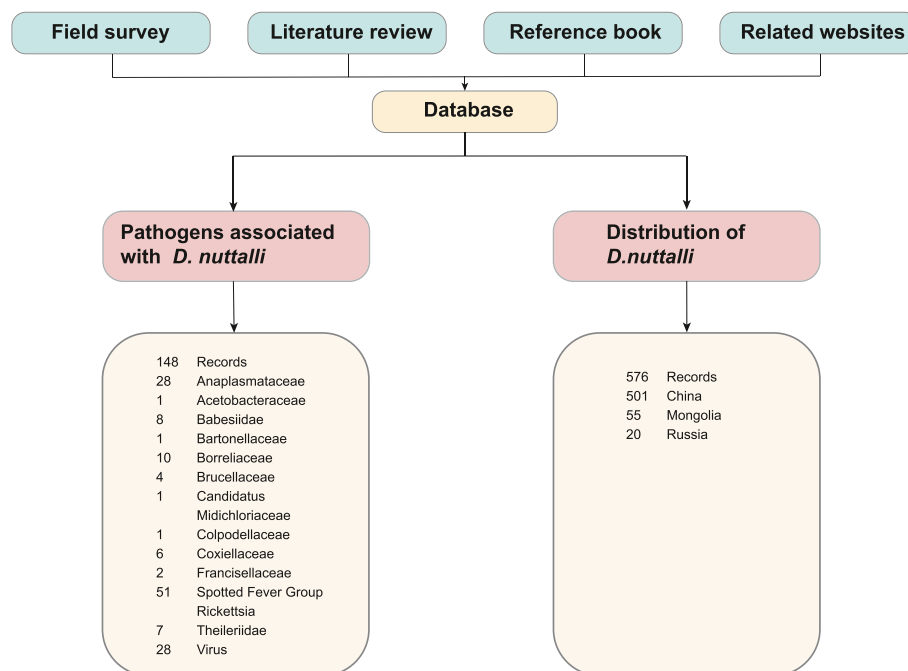 Field survey
Literature review
Reference book
Related websites
Database
Pathogens associated
with D. nuttalli
Distribution of
D.nuttalli
148 Records
28 Anaplasmataceae
1 Acetobacteraceae
8 Babesiidae
1 Bartonellaceae
10 Borreliaceae
4 Brucellaceae
1 Candidatus
Midichloriaceae
1 Colpodellaceae
6 Coxiellaceae
2 Francisellaceae
51 Spotted Fever Group
Rickettsia
7 Theileriidae
28 Virus
576 Records
501 China
55 Mongolia
20 Russia